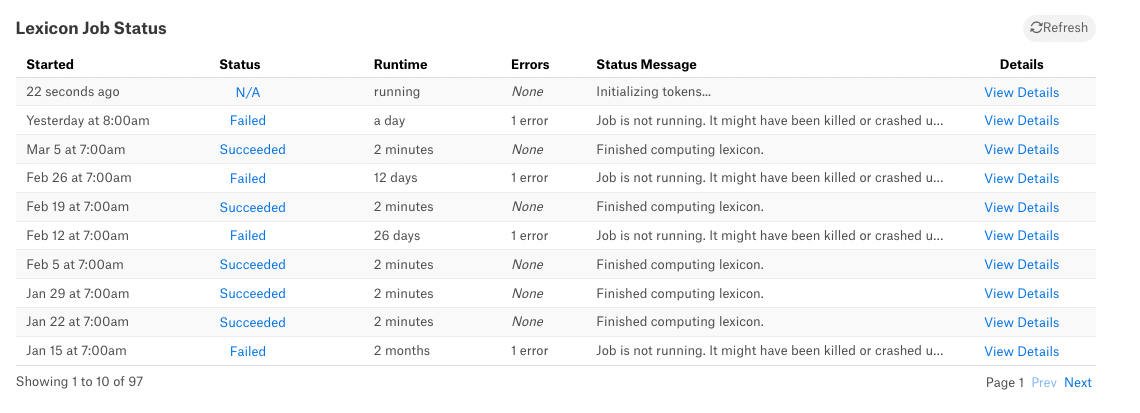 Lexicon Job Status Refresh
Started Status Runtime Errors Status Message Details
22 seconds ago N/A running None Initializing tokens... View Details
Yesterday at 8:00am Failed a day 1 error Job is not running. It might have been killed or crashed u... View Details
Mar 5 at 7:00am Succeeded 2 minutes None Finished computing lexicon. View Details
Feb 26 at 7:00am Failed 12 days 1 error Job is not running. It might have been killed or crashed u... View Details
Feb 19 at 7:00am Succeeded 2 minutes None Finished computing lexicon. View Details
Feb 12 at 7:00am Failed 26 days 1 error Job is not running. It might have been killed or crashed u... View Details
Feb 5 at 7:00am Succeeded 2 minutes None Finished computing lexicon. View Details
Jan 29 at 7:00am Succeeded 2 minutes None Finished computing lexicon. View Details
Jan 22 at 7:00am Succeeded 2 minutes None Finished computing lexicon. View Details
Jan 15 at 7:00am Failed 2 months 1 error Job is not running. It might have been killed or crashed u... View Details
Showing 1 to 10 of 97 Page 1 Prev Next